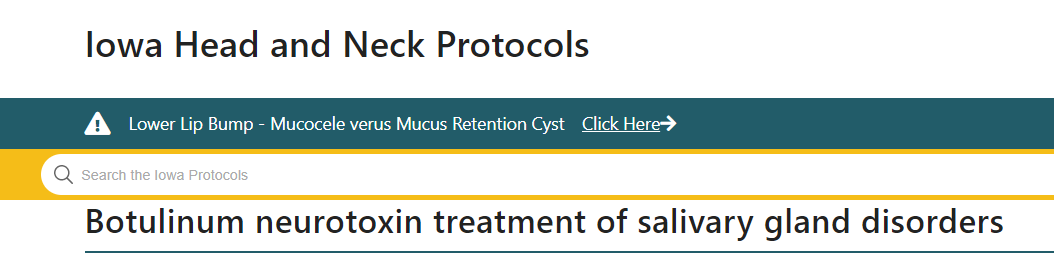 Iowa Head and Neck Protocols
Lower Lip Bump - Mucocele verus Mucus Retention Cyst Click Here
Search the Iowa Protocols
Botulinum neurotoxin treatment of salivary gland disorders